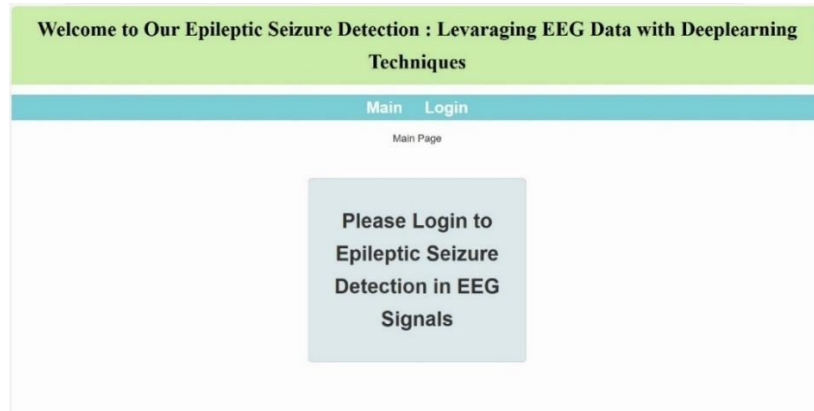 Welcome to Our Epileptic Seizure Detection : Levaraging EEG Data with Deeplearning
Techniques
Main Login
Main Page
Please Login to
Epileptic Seizure
Detection in EEG
Signals